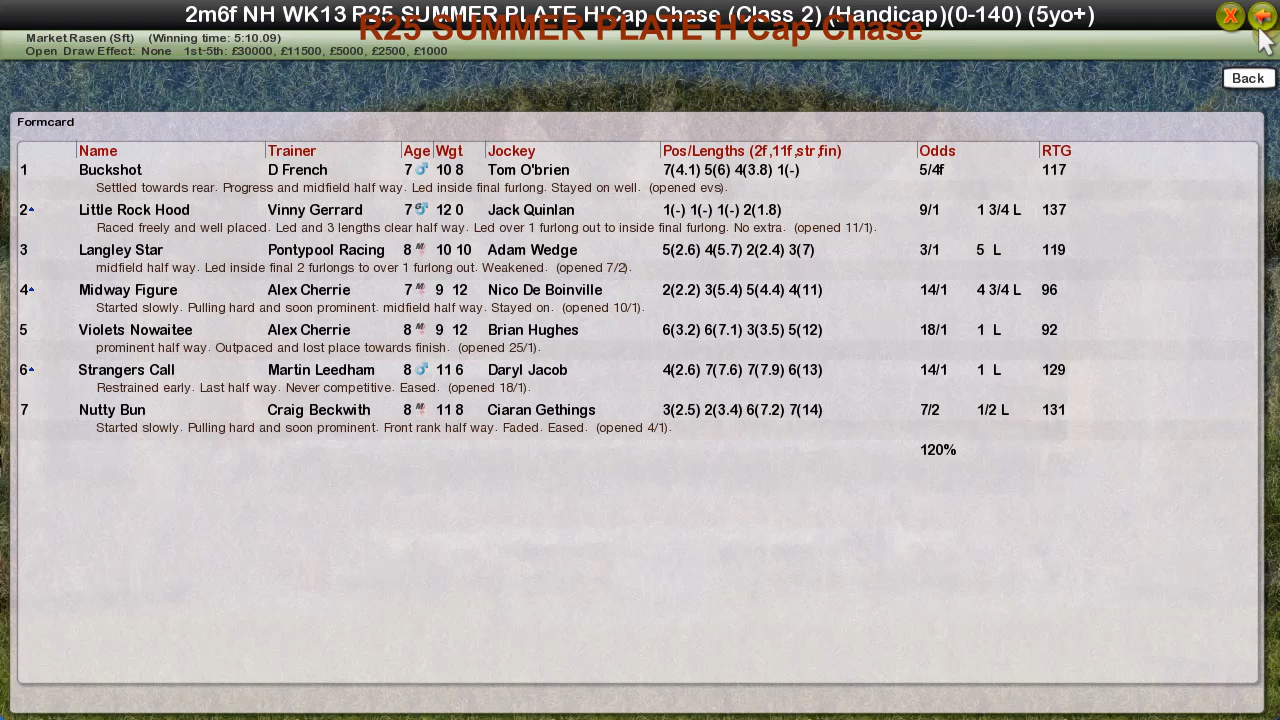 2m6f NH WK13 R25 SUMMER PLATE H'Cap Chase (Class 2) (Handicap)(0-140) (5yo+)
R25 SUMMER PLATE H'Cap Chase
Market Rasen (Sft) (Winning time: 5:10.09)
Open Draw Effect: None 1st-5th: £30000, £11500, £5000, £2500, £1000
Back
Formcard
Name Trainer Age Wgt Jockey Pos/Lengths (2f,11f,str,fin) Odds RTG
1 Buckshot D French 7 10 8 Tom O'brien 7(4.1) 5(6) 4(3.8) 1(-) 5/4f 117
Settled towards rear. Progress and midfield half way. Led inside final furlong. Stayed on well. (opened evs).
2 Little Rock Hood Vinny Gerrard 7 12 0 Jack Quinlan 1(-) 1(-) 1(-) 2(1.8) 9/1 1 3/4 L 137
Raced freely and well placed. Led and 3 lengths clear half way. Led over 1 furlong out to inside final furlong. No extra. (opened 11/1).
3 Langley Star Pontypool Racing 8 10 10 Adam Wedge 5(2.6) 4(5.7) 2(2.4) 3(7) 3/1 5 L 119
midfield half way. Led inside final 2 furlongs to over 1 furlong out. Weakened. (opened 7/2).
4 Midway Figure Alex Cherrie 7 9 12 Nico De Boinville 2(2.2) 3(5.4) 5(4.4) 4(11) 14/1 4 3/4 L 96
Started slowly. Pulling hard and soon prominent. midfield half way. Stayed on. (opened 10/1).
5 Violets Nowaitee Alex Cherrie 8 9 12 Brian Hughes 6(3.2) 6(7.1) 3(3.5) 5(12) 18/1 1 L 92
prominent half way. Outpaced and lost place towards finish. (opened 25/1).
6 Strangers Call Martin Leedham 8 11 6 Daryl Jacob 4(2.6) 7(7.6) 7(7.9) 6(13) 14/1 1 L 129
Restrained early. Last half way. Never competitive. Eased. (opened 18/1).
7 Nutty Bun Craig Beckwith 8 11 8 Ciaran Gethings 3(2.5) 2(3.4) 6(7.2) 7(14) 7/2 1/2 L 131
Started slowly. Pulling hard and soon prominent. Front rank half way. Faded. Eased. (opened 4/1).
120%